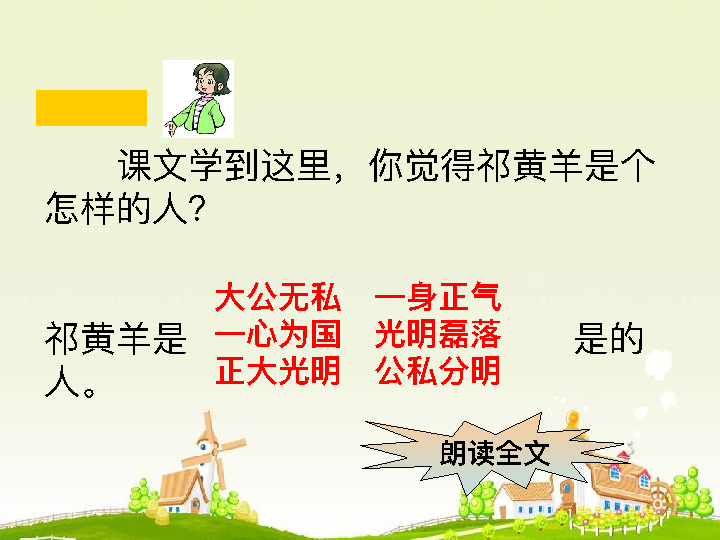 课文学到这里，你觉得祁黄羊是个
怎样的人？
大公无私 一身正气
一心为国 光明磊落
正大光明 公私分明
祁黄羊是 是的
人。
朗读全文